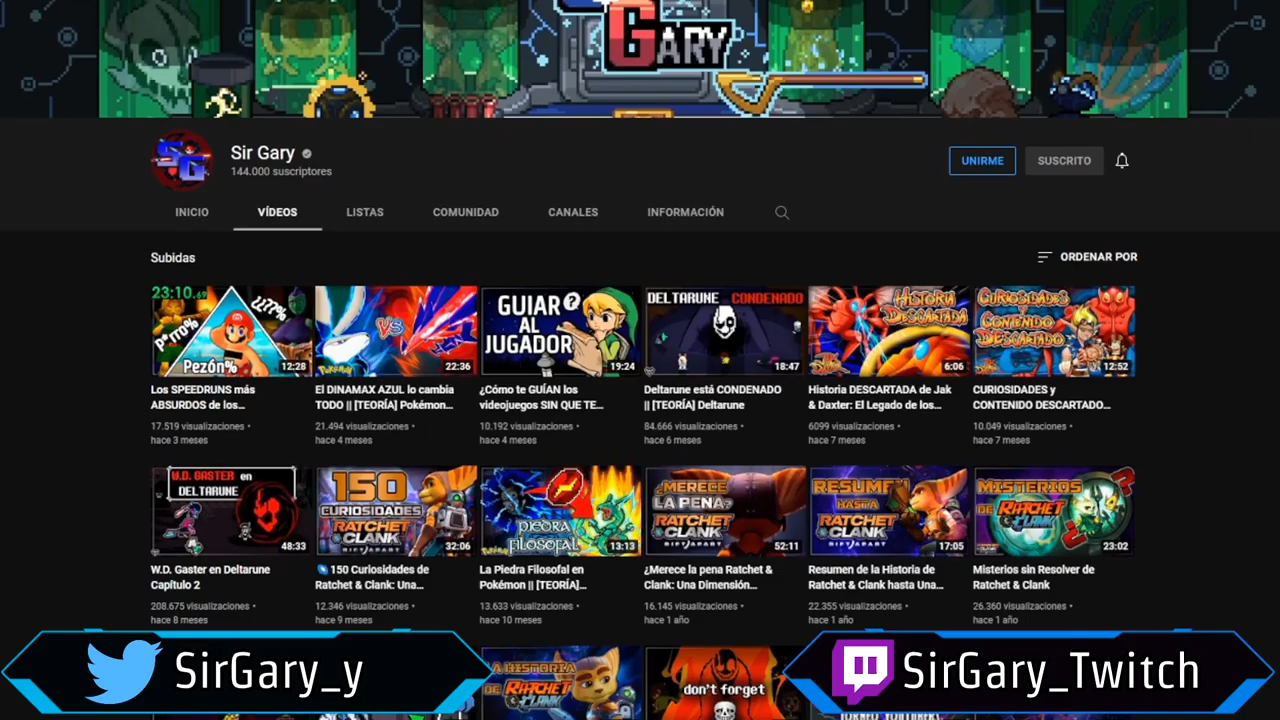 GARY
SG
Sir Gary
144.000 suscriptores
UNIRME
SUSCRITO
INICIO
VÍDEOS
LISTAS
COMUNIDAD
CANALES
INFORMACIÓN
Subidas
ORDENAR POR
23:10.69
¿¿???%
P*TO%
Pezón%
12:28
VS
POKéMON
22:36
GUIAR
AL
JUGADOR
?
19:24
DELTARUNE CONDENADO
18:47
HISTORIA
DESCARTADA
6:06
CURIOSIDADES
CONTENIDO
DESCARTADO
12:52
Los SPEEDRUNS más
ABSURDOS de los...
17.519 visualizaciones •
hace 3 meses
El DINAMAX AZUL lo cambia
TODO || [TEORÍA] Pokémon...
21.494 visualizaciones •
hace 4 meses
¿Cómo te GUÍAN los
videojuegos SIN QUE TE...
10.192 visualizaciones •
hace 4 meses
Deltarune está CONDENADO
|| [TEORÍA] Deltarune
84.666 visualizaciones •
hace 6 meses
Historia DESCARTADA de Jak
& Daxter: El Legado de los...
6099 visualizaciones •
hace 7 meses
CURIOSIDADES y
CONTENIDO DESCARTADO...
10.049 visualizaciones •
hace 7 meses
W.D. GASTER en
DELTARUNE
48:33
150
CURIOSIDADES
RATCHET
CLANK
RIFT APART
32:06
PIEDRA
FILOSOFAL
POKéMON
13:13
¿MERECE
LA PENA?
RATCHET
CLANK
RIFT APART
52:11
RESUMEN
HASTA
RATCHET
CLANK
RIFT APART
17:05
MISTERIOS
DE RATCHET
CLANK
23:02
W.D. Gaster en Deltarune
Capítulo 2
208.675 visualizaciones •
hace 8 meses
150 Curiosidades de
Ratchet & Clank: Una...
12.346 visualizaciones •
hace 9 meses
La Piedra Filosofal en
Pokémon || [TEORÍA]...
13.633 visualizaciones •
hace 10 meses
¿Merece la pena Ratchet &
Clank: Una Dimensión...
16.145 visualizaciones •
hace 1 año
Resumen de la Historia de
Ratchet & Clank hasta Una...
22.355 visualizaciones •
hace 1 año
Misterios sin Resolver de
Ratchet & Clank
26.360 visualizaciones •
hace 1 año
LA HISTORIA
DE RATCHET
don't forget
SirGary_y
SirGary_Twitch